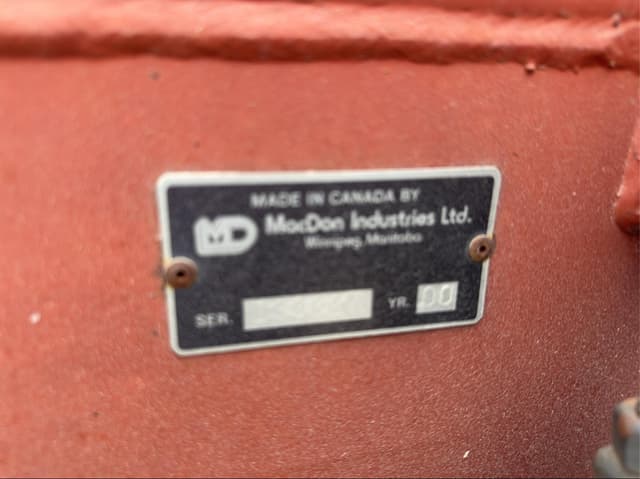 MADE IN CANADA BY
MD MacDon Industries Ltd.
Winnipeg, Manitoba
SER. YR. 00